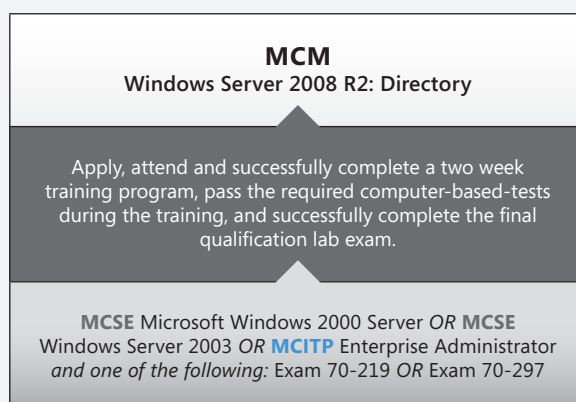 MCM
Windows Server 2008 R2: Directory
Apply, attend and successfully complete a two week
training program, pass the required computer-based-tests
during the training, and successfully complete the final
qualification lab exam.
MCSE Microsoft Windows 2000 Server OR MCSE
Windows Server 2003 OR MCITP Enterprise Administrator
and one of the following: Exam 70-219 OR Exam 70-297